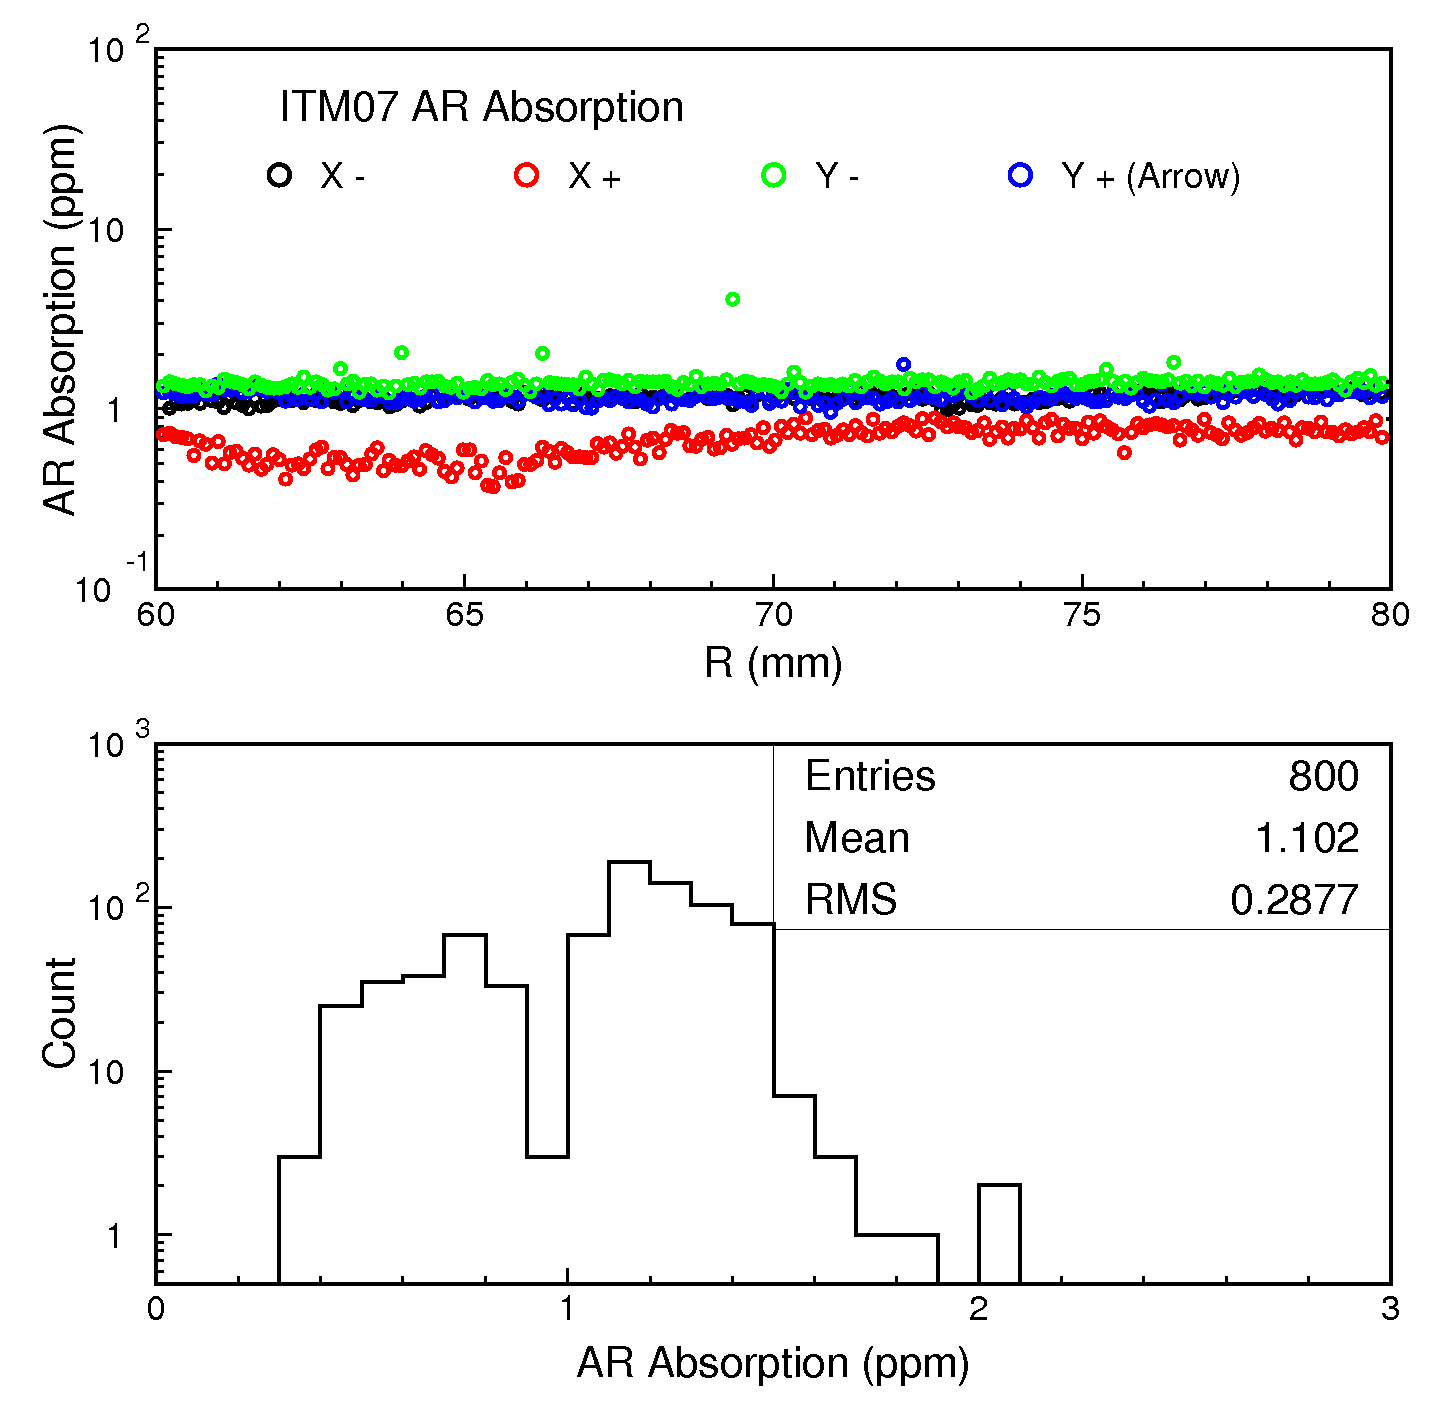 10 2
ITM07 AR Absorption
X - X + Y - Y + (Arrow)
10
1
10 -1
AR Absorption (ppm)
60 65 70 75 80
R (mm)
10 3
Entries 800
Mean 1.102
RMS 0.2877
10 2
10
1
Count
0 1 2 3
AR Absorption (ppm)